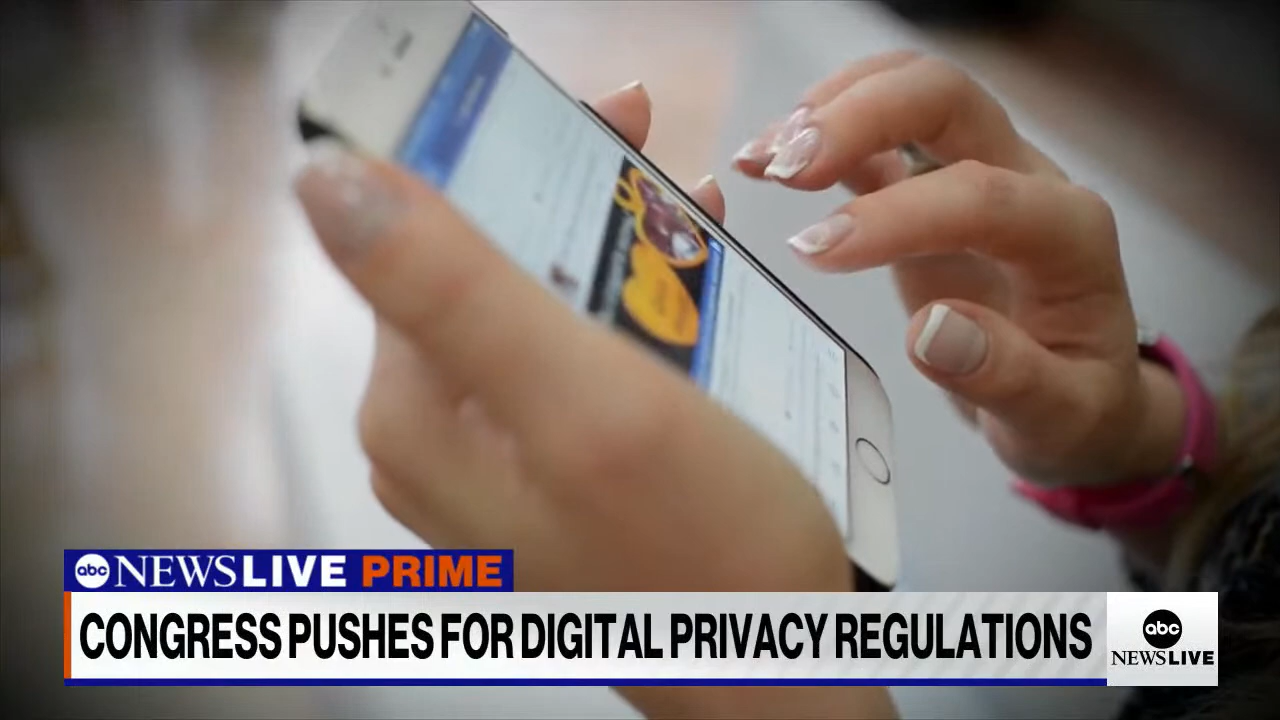 abc NEWS LIVE PRIME
CONGRESS PUSHES FOR DIGITAL PRIVACY REGULATIONS
abc
NEWS LIVE